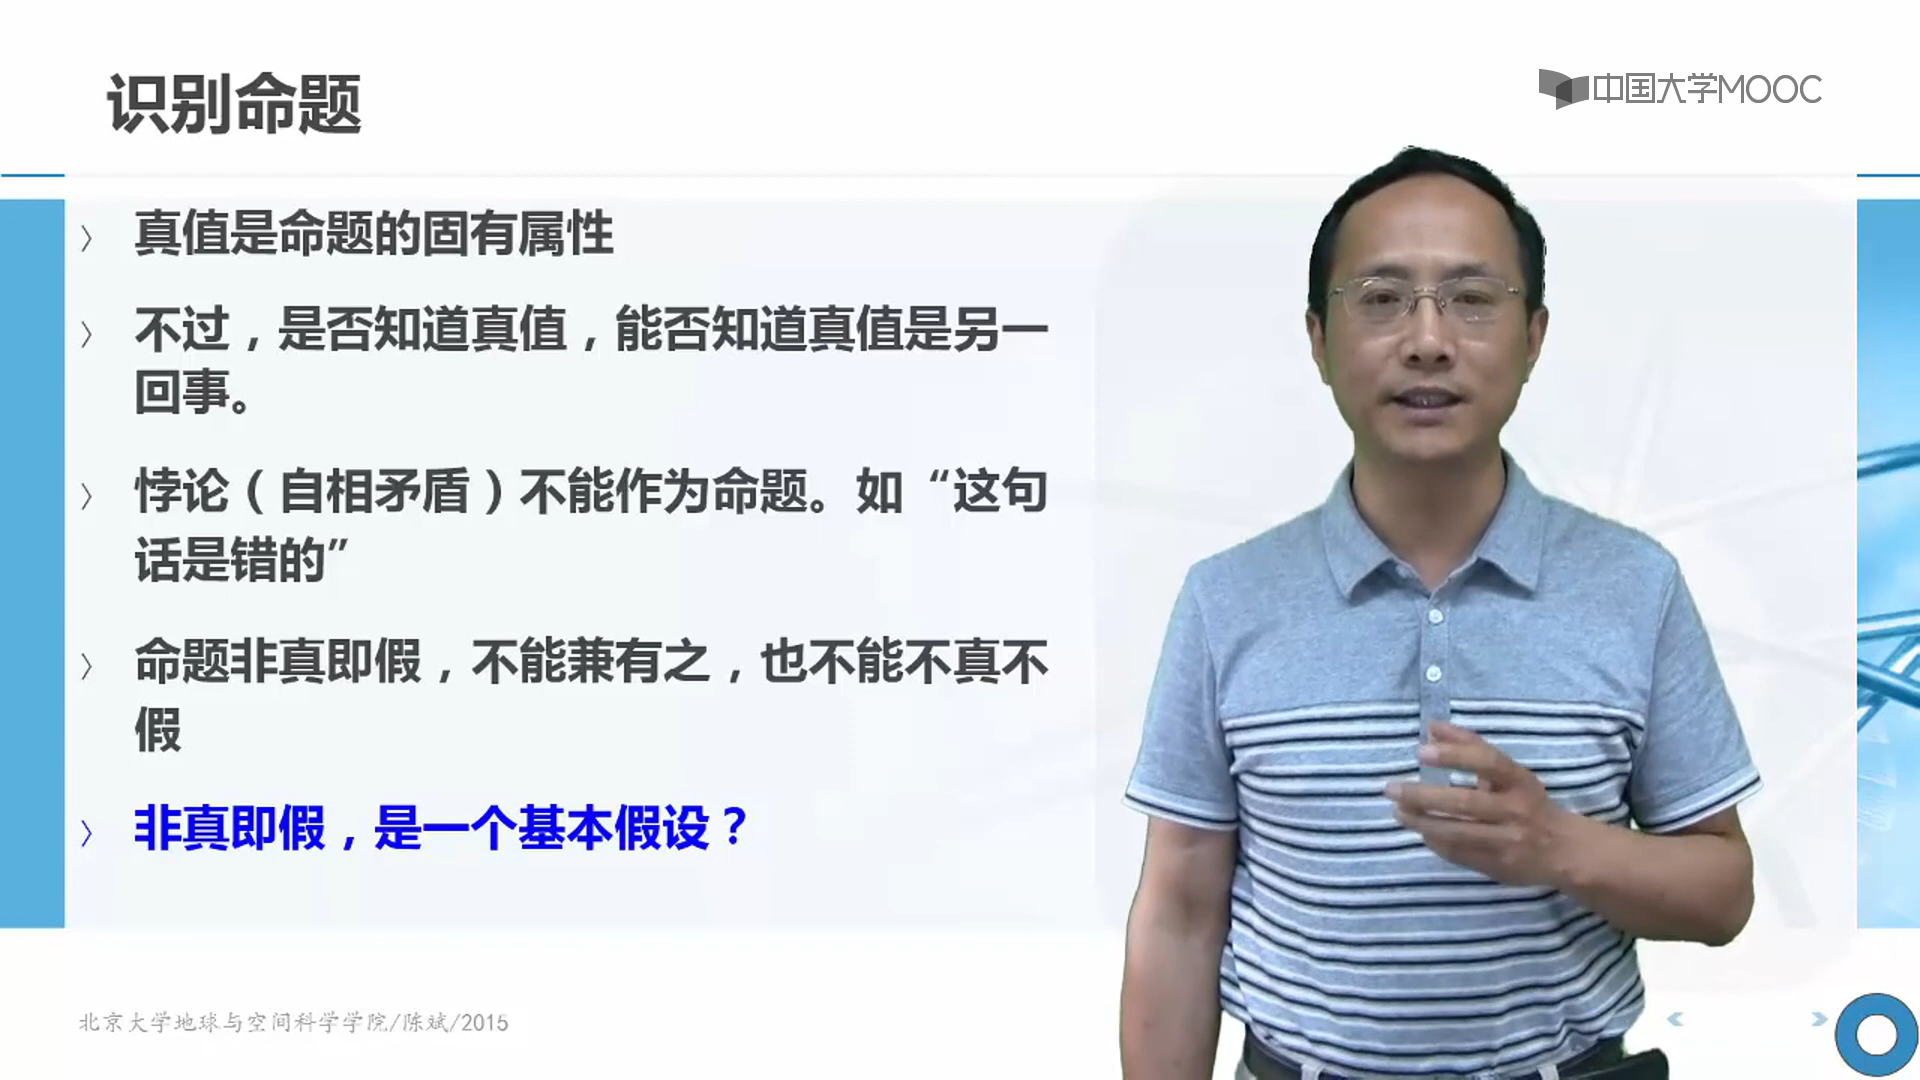 识别命题
中国大学MOOC
真值是命题的固有属性
不过，是否知道真值，能否知道真值是另一
回事。
悖论（自相矛盾）不能作为命题。如“这句
话是错的”
命题非真即假，不能兼有之，也不能不真不
假
非真即假，是一个基本假设？
北京大学地球与空间科学学院/陈斌/2015